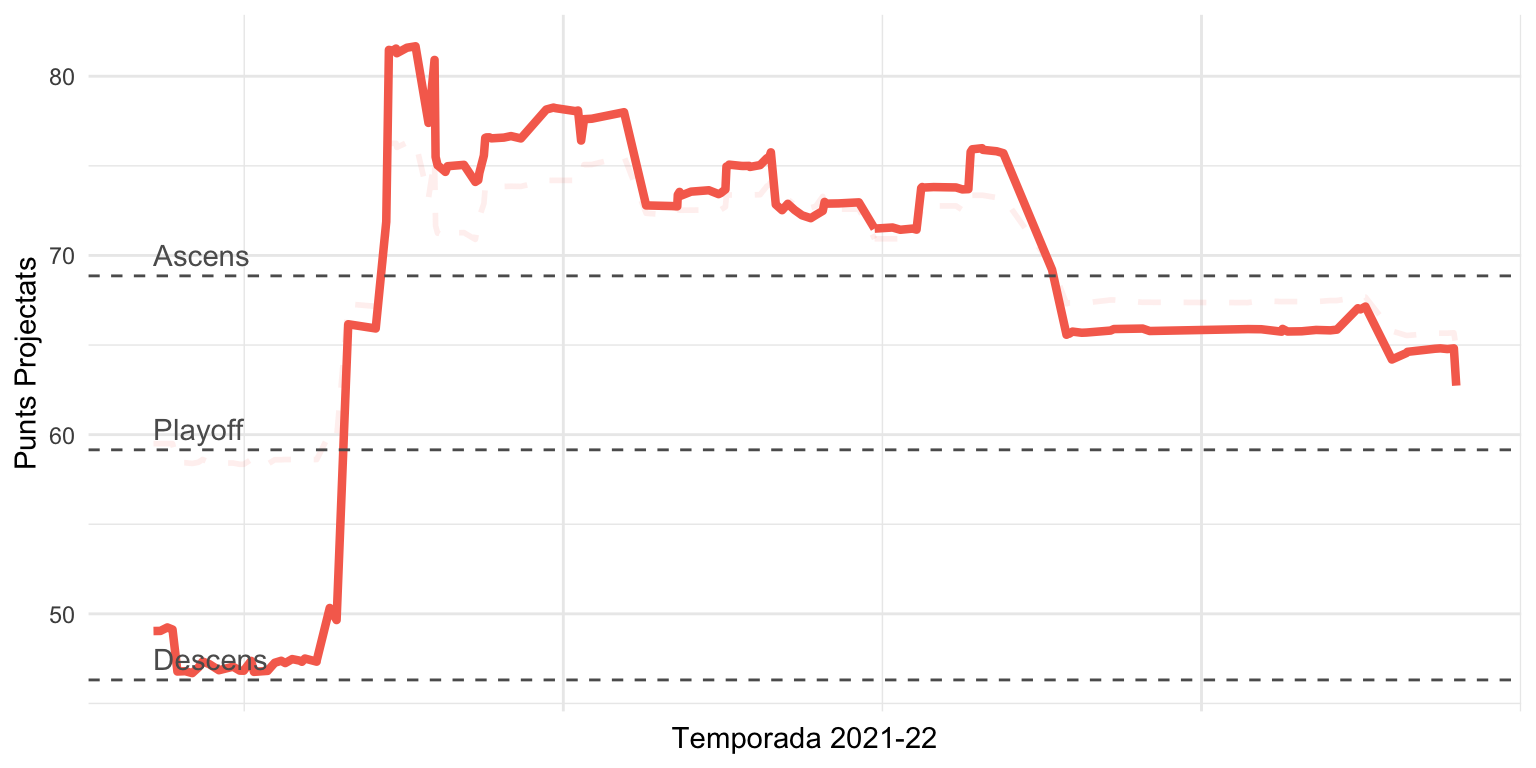 80
70
60
50
Punts Projectats
Ascens
Playoff
Descens
Temporada 2021-22